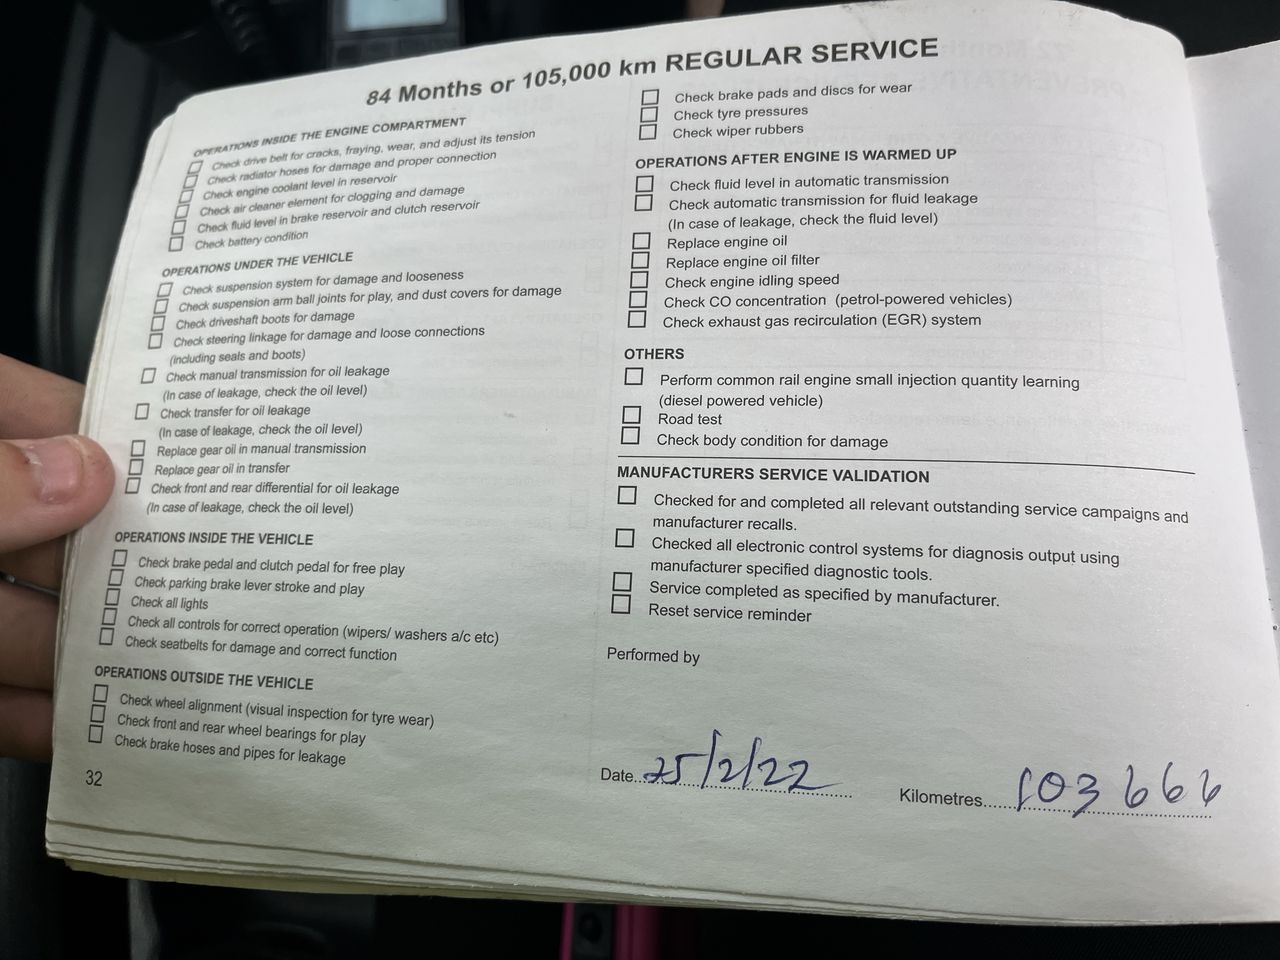 84 Months or 105,000 km REGULAR SERVICE
OPERATIONS INSIDE THE ENGINE COMPARTMENT
Check drive belt for cracks, fraying, wear, and adjust its tension
Check radiator hoses for damage and proper connection
Check engine coolant level in reservoir
Check air cleaner element for clogging and damage
Check fluid level in brake reservoir and clutch reservoir
Check battery condition
OPERATIONS UNDER THE VEHICLE
Check suspension system for damage and looseness
Check suspension arm ball joints for play, and dust covers for damage
Check driveshaft boots for damage
Check steering linkage for damage and loose connections
(including seals and boots)
Check manual transmission for oil leakage
(In case of leakage, check the oil level)
Check transfer for oil leakage
(In case of leakage, check the oil level)
Replace gear oil in manual transmission
Replace gear oil in transfer
Check front and rear differential for oil leakage
(In case of leakage, check the oil level)
OPERATIONS INSIDE THE VEHICLE
Check brake pedal and clutch pedal for free play
Check parking brake lever stroke and play
Check all lights
Check all controls for correct operation (wipers/ washers a/c etc)
Check seatbelts for damage and correct function
OPERATIONS OUTSIDE THE VEHICLE
Check wheel alignment (visual inspection for tyre wear)
Check front and rear wheel bearings for play
Check brake hoses and pipes for leakage
32
Check brake pads and discs for wear
Check tyre pressures
Check wiper rubbers
OPERATIONS AFTER ENGINE IS WARMED UP
Check fluid level in automatic transmission
Check automatic transmission for fluid leakage
(In case of leakage, check the fluid level)
Replace engine oil
Replace engine oil filter
Check engine idling speed
Check CO concentration (petrol-powered vehicles)
Check exhaust gas recirculation (EGR) system
OTHERS
Perform common rail engine small injection quantity learning
(diesel powered vehicle)
Road test
Check body condition for damage
MANUFACTURERS SERVICE VALIDATION
Checked for and completed all relevant outstanding service campaigns and
manufacturer recalls.
Checked all electronic control systems for diagnosis output using
manufacturer specified diagnostic tools.
Service completed as specified by manufacturer.
Reset service reminder
Performed by
Date 25/2/22
Kilometres 103666